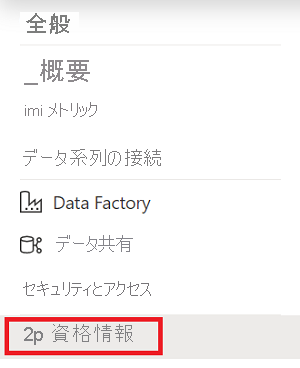 全般
_概要
imi メトリック
データ系列の接続
Data Factory
データ共有
セキュリティとアクセス
2p 資格情報